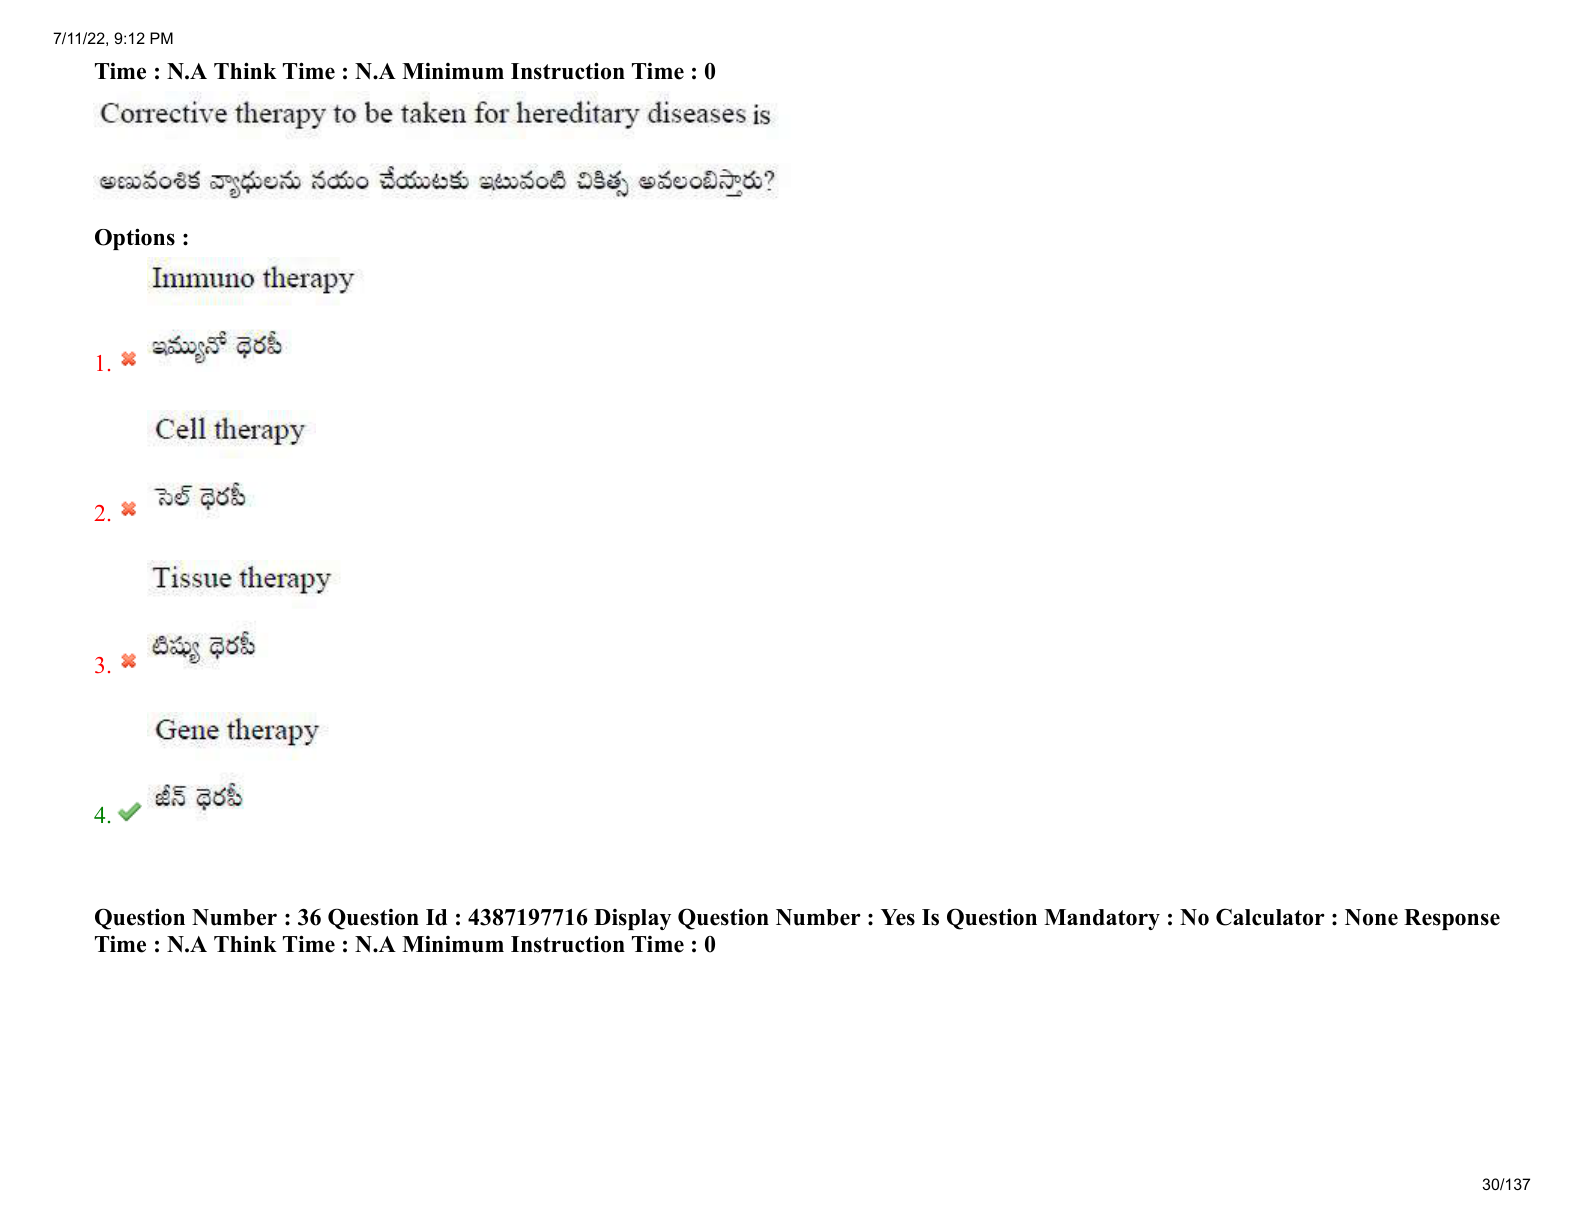 7/11/22, 9:12 PM
Time : N.A Think Time : N.A Minimum Instruction Time : 0
Corrective therapy to be taken for hereditary diseases is
అణువంశిక వ్యాధులను నయం చేయుటకు ఇటువంటి చికిత్స అవలంబిస్తారు?
Options :
Immuno therapy
1. ఇమ్యునో థెరపీ
Cell therapy
2. సెల్ థెరపీ
Tissue therapy
3. టిష్యు థెరపీ
Gene therapy
4. జీన్ థెరపీ
Question Number : 36 Question Id : 4387197716 Display Question Number : Yes Is Question Mandatory : No Calculator : None Response
Time : N.A Think Time : N.A Minimum Instruction Time : 0
30/137